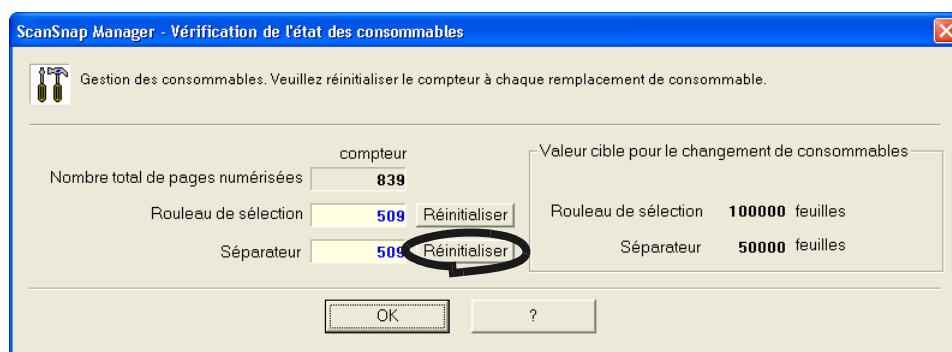 ScanSnap Manager - Vérification de l'état des consommables
Gestion des consommables. Veuillez réinitialiser le compteur à chaque remplacement de consommable.
compteur
Nombre total de pages numérisées 839
Rouleau de sélection 509 Réinitialiser
Séparateur 509 Réinitialiser
Valeur cible pour le changement de consommables
Rouleau de sélection 100000 feuilles
Séparateur 50000 feuilles
OK ?